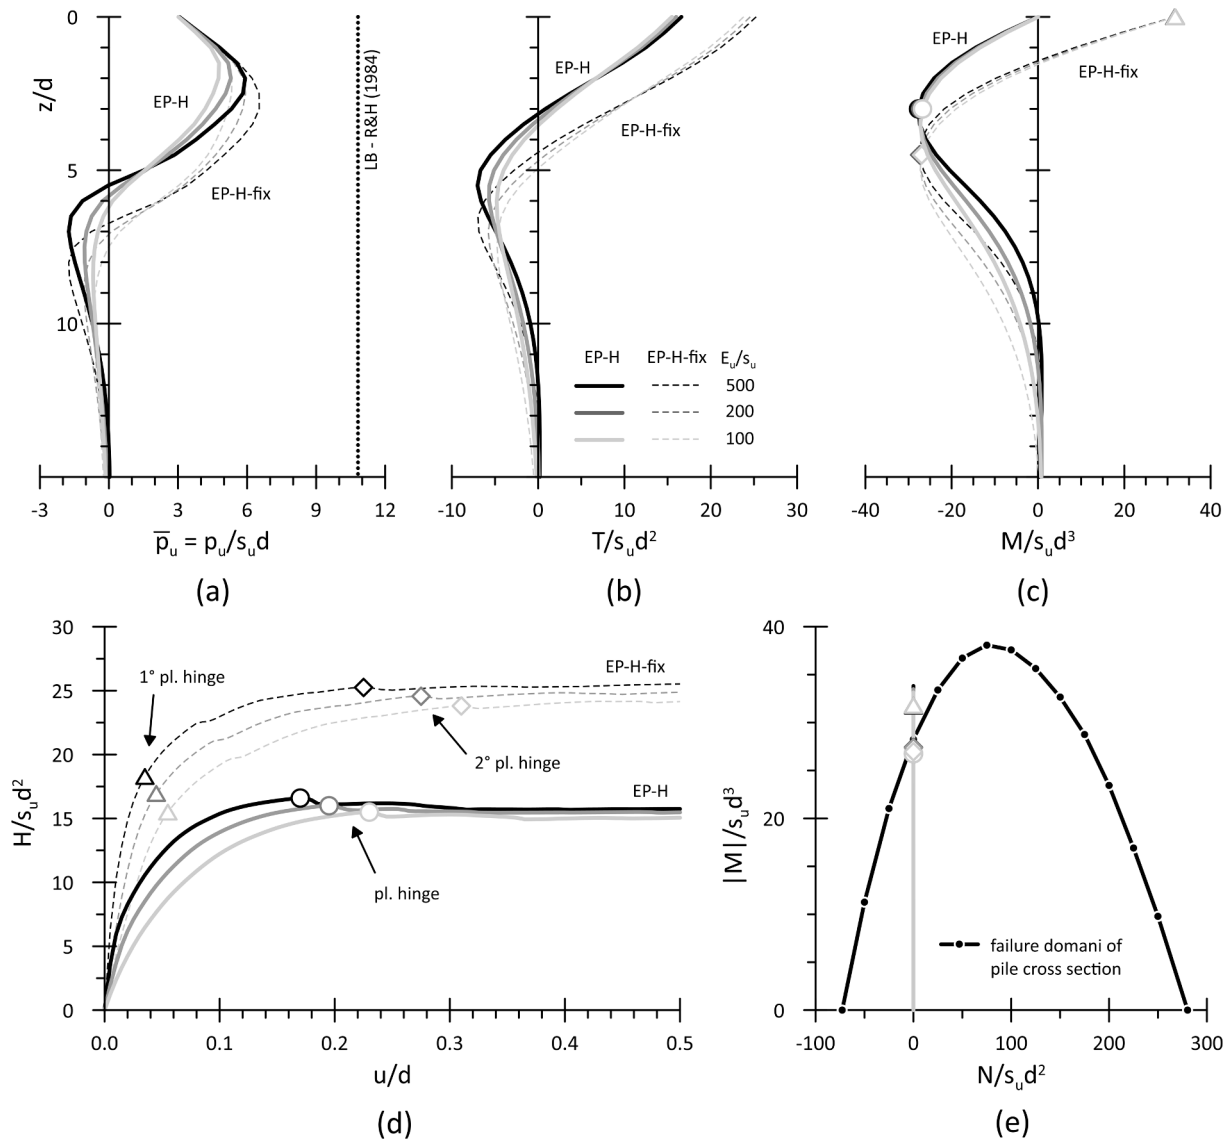 0
5
10
z/d
EP-H
EP-H-fix
LB - R&H (1984)
-3
0
3
6
9
12
p̅u = pu/sud
(a)
EP-H
EP-H-fix
EP-H EP-H-fix Eu/su
500
200
100
-10
0
10
20
30
T/sud²
(b)
EP-H
EP-H-fix
-40
-20
0
20
40
M/sud³
(c)
30
25
20
15
10
5
0
H/sud²
1° pl. hinge
EP-H-fix
2° pl. hinge
EP-H
pl. hinge
0.0
0.1
0.2
0.3
0.4
0.5
u/d
(d)
40
20
0
|M|/sud³
failure domani of
pile cross section
-100
0
100
200
300
N/sud²
(e)